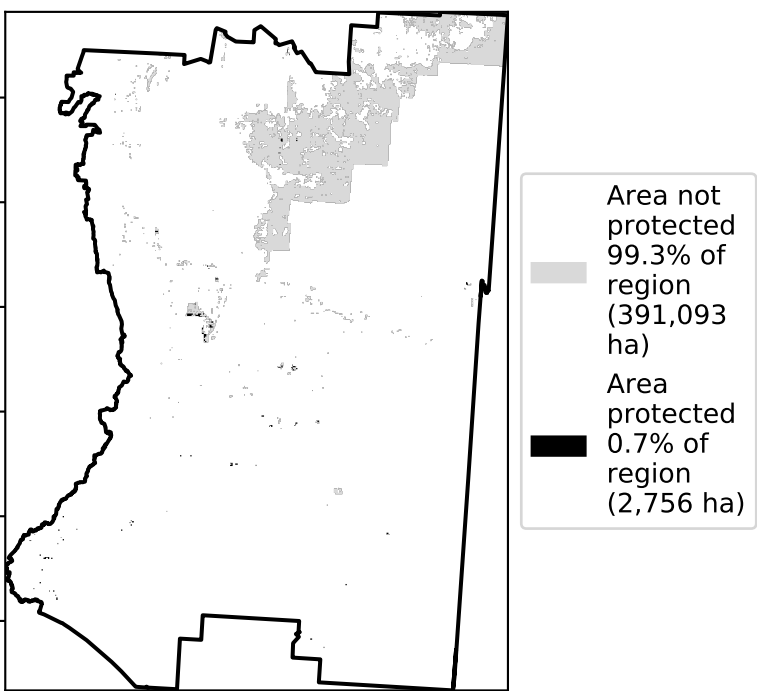 Area not
protected
99.3% of
region
(391,093
ha)
Area
protected
0.7% of
region
(2,756 ha)